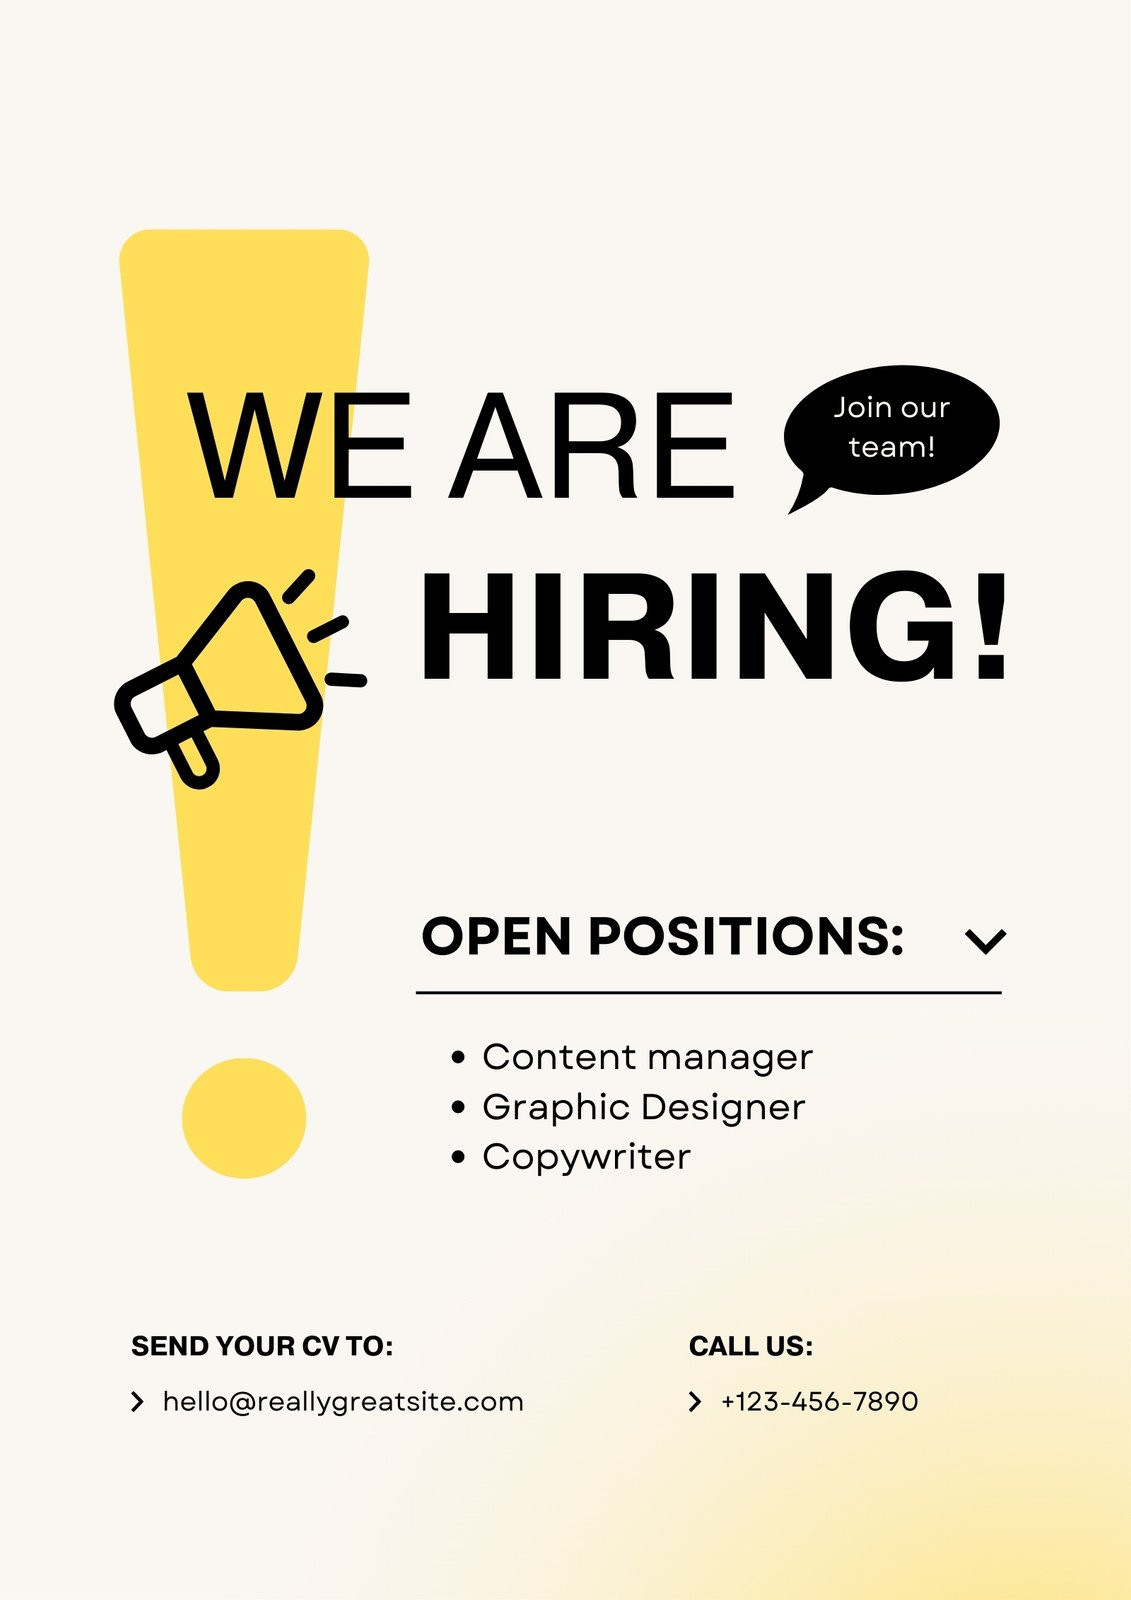 WE ARE
Join our
team!
HIRING!
OPEN POSITIONS:
Content manager
Graphic Designer
Copywriter
SEND YOUR CV TO:
hello@reallygreatsite.com
CALL US:
+123-456-7890